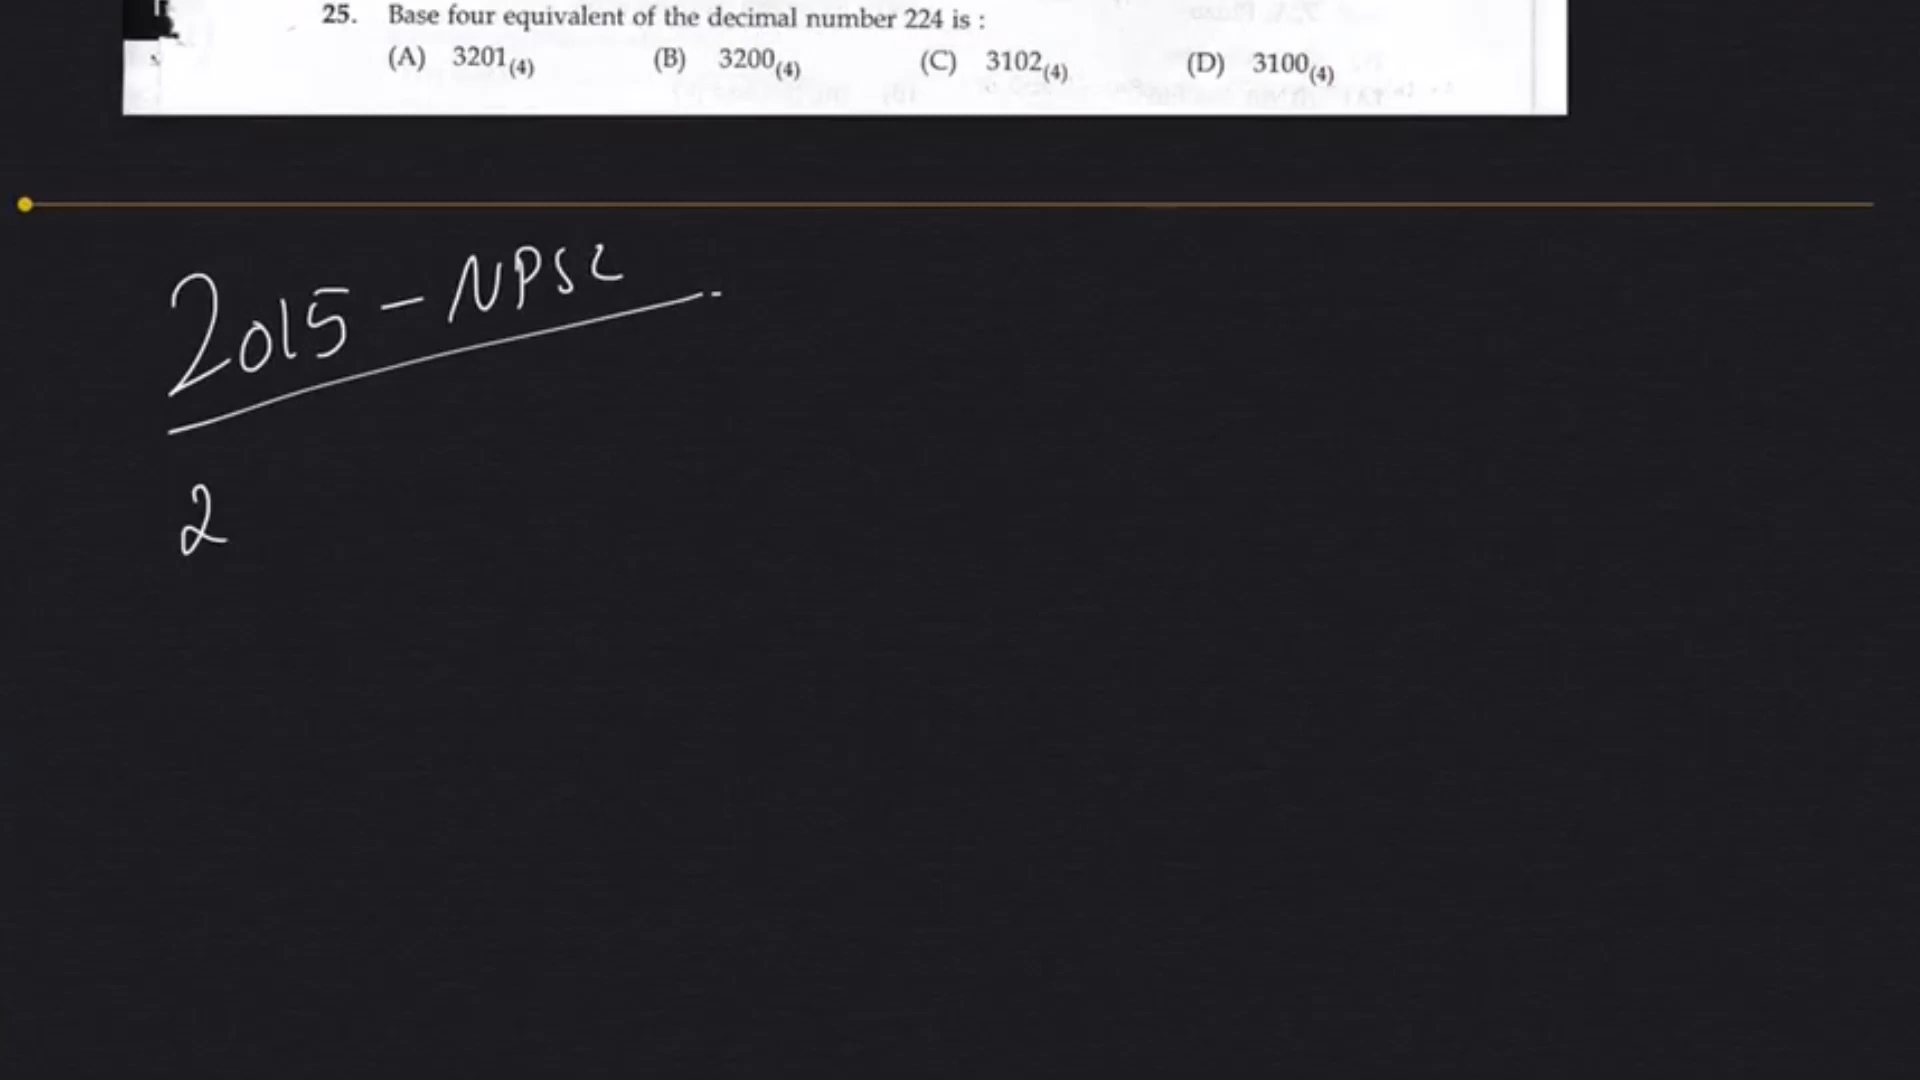 25. Base four equivalent of the decimal number 224 is :
(A) 3201(4) (B) 3200(4) (C) 3102(4) (D) 3100(4)
2015 - NPSC
2